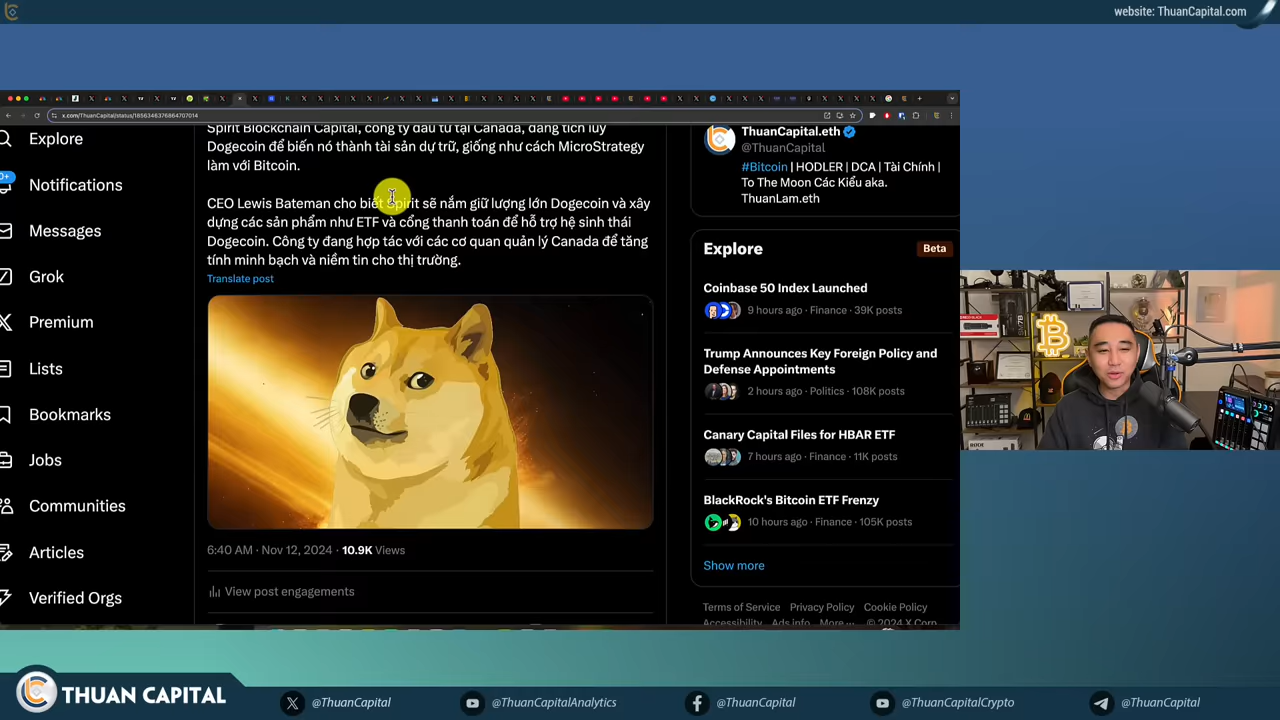 website: ThuanCapital.com
x.com/ThuanCapital/status/1856346376864707014
Explore
Notifications
Messages
Grok
Premium
Lists
Bookmarks
Jobs
Communities
Articles
Verified Orgs
Spirit Blockchain Capital, công ty đầu tư tại Canada, đang tích lũy
Dogecoin để biến nó thành tài sản dự trữ, giống như cách MicroStrategy
làm với Bitcoin.
CEO Lewis Bateman cho biết Spirit sẽ nắm giữ lượng lớn Dogecoin và xây
dựng các sản phẩm như ETF và cổng thanh toán để hỗ trợ hệ sinh thái
Dogecoin. Công ty đang hợp tác với các cơ quan quản lý Canada để tăng
tính minh bạch và niềm tin cho thị trường.
Translate post
6:40 AM · Nov 12, 2024 · 10.9K Views
View post engagements
ThuanCapital.eth
@ThuanCapital
#Bitcoin | HODLER | DCA | Tài Chính |
To The Moon Các Kiểu aka.
ThuanLam.eth
Explore
Beta
Coinbase 50 Index Launched
9 hours ago · Finance · 39K posts
Trump Announces Key Foreign Policy and
Defense Appointments
2 hours ago · Politics · 108K posts
Canary Capital Files for HBAR ETF
7 hours ago · Finance · 11K posts
BlackRock's Bitcoin ETF Frenzy
10 hours ago · Finance · 105K posts
Show more
Terms of Service Privacy Policy Cookie Policy
Accessibility Ads info More ... © 2024 X Corp.
THUAN CAPITAL
@ThuanCapital
@ThuanCapitalAnalytics
@ThuanCapital
@ThuanCapitalCrypto
@ThuanCapital